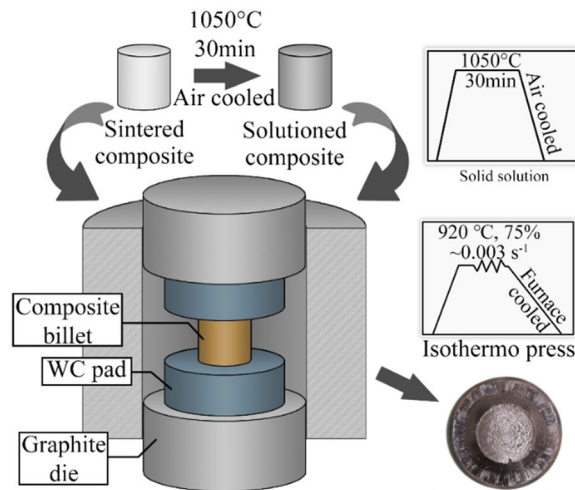 1050°C
30min
Air cooled
Sintered
composite
Solutioned
composite
1050°C
30min
Air
cooled
Solid solution
920 °C, 75%
~0.003 s⁻¹
Furnace
cooled
Isothermo press
Composite
billet
WC pad
Graphite
die